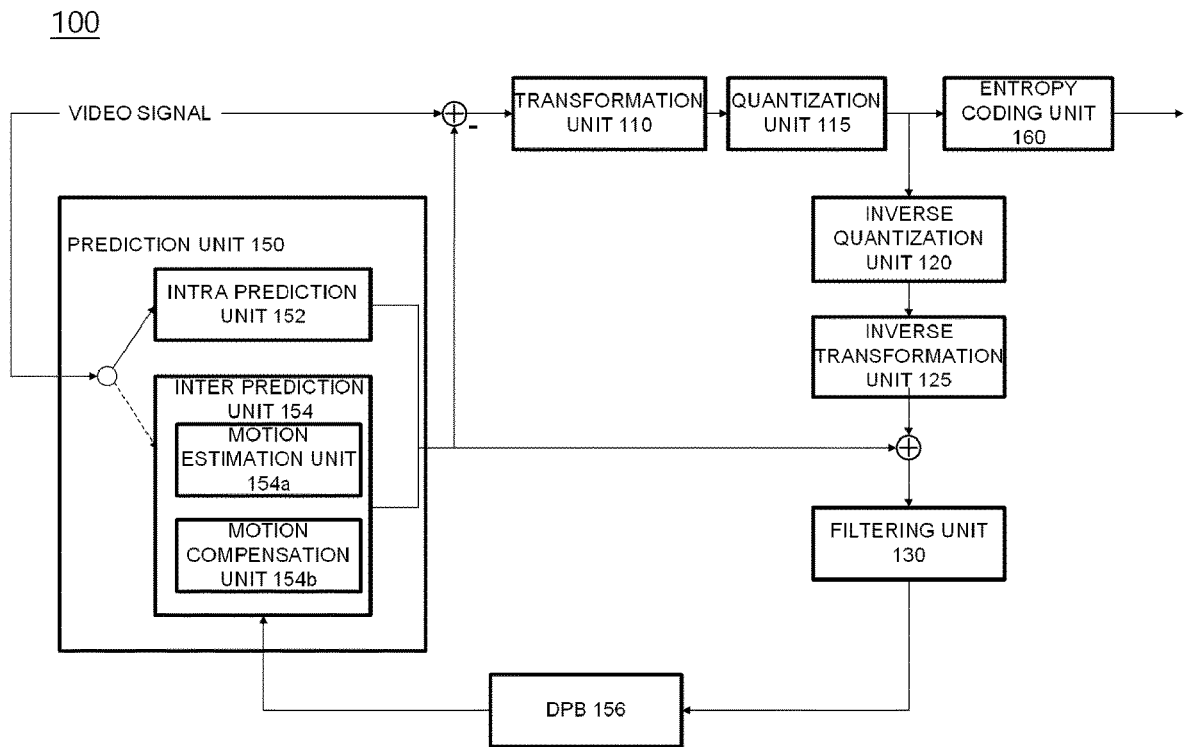 100
VIDEO SIGNAL
-
TRANSFORMATION
UNIT 110
QUANTIZATION
UNIT 115
ENTROPY
CODING UNIT
160
INVERSE
QUANTIZATION
UNIT 120
PREDICTION UNIT 150
INTRA PREDICTION
UNIT 152
INVERSE
TRANSFORMATION
UNIT 125
INTER PREDICTION
UNIT 154
MOTION
ESTIMATION UNIT
154a
MOTION
COMPENSATION
UNIT 154b
FILTERING UNIT
130
DPB 156